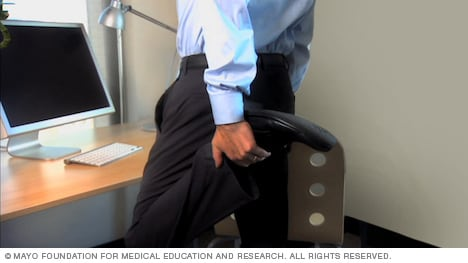 © MAYO FOUNDATION FOR MEDICAL EDUCATION AND RESEARCH. ALL RIGHTS RESERVED.